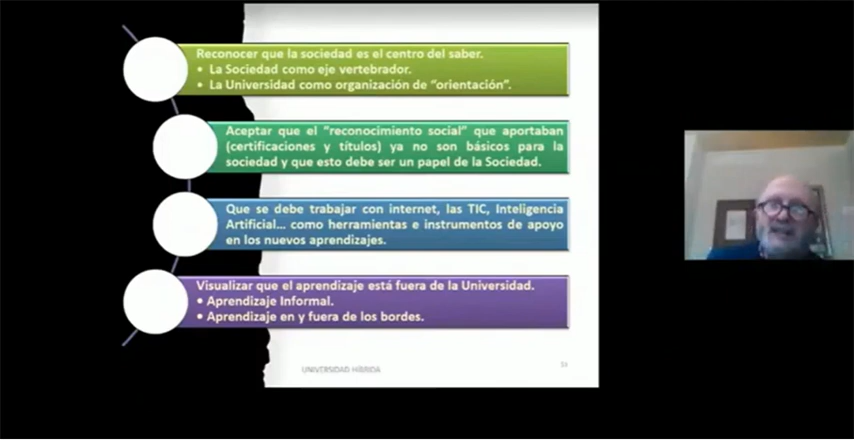 Reconocer que la sociedad es el centro del saber.
• La Sociedad como eje vertebrador.
• La Universidad como organización de "orientación".
Aceptar que el "reconocimiento social" que aportaban
(certificaciones y títulos) ya no son básicos para la
sociedad y que esto debe ser un papel de la Sociedad.
Que se debe trabajar con internet, las TIC, Inteligencia
Artificial... como herramientas e instrumentos de apoyo
en los nuevos aprendizajes.
Visualizar que el aprendizaje está fuera de la Universidad.
• Aprendizaje Informal.
• Aprendizaje en y fuera de los bordes.
UNIVERSIDAD HÍBRIDA